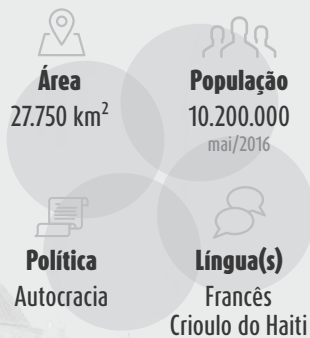 Área
27.750 km²
População
10.200.000
mai/2016
Política
Autocracia
Língua(s)
Francês
Crioulo do Haiti